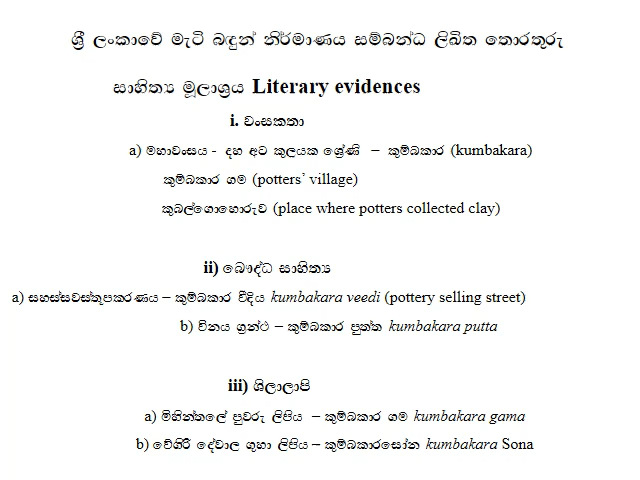 ශ්‍රී ලංකාවේ මැටි බඳුන් නිර්මාණය සම්බන්ධ ලිඛිත තොරතුරු
සාහිත්‍ය මූලාශ්‍රය Literary evidences
i. වංසකතා
a) මහාවංසය - දහ අට කුලයක ශ්‍රේණි – කුම්බකාර (kumbakara)
කුම්බකාර ගම (potters’ village)
කුබල්ගොහොරුව (place where potters collected clay)
ii) බෞද්ධ සාහිත්‍ය
a) සහස්සවස්තුපකරණය – කුම්බකාර වීදිය kumbakara veedi (pottery selling street)
b) විනය ග්‍රන්ථ – කුම්බකාර පුත්ත kumbakara putta
iii) ශිලාලාපි
a) මිහින්තලේ පුවරු ලිපිය – කුම්බකාර ගම kumbakara gama
b) වේගිරි දේවාල ගුහා ලිපිය – කුම්බකාරසෝන kumbakara Sona